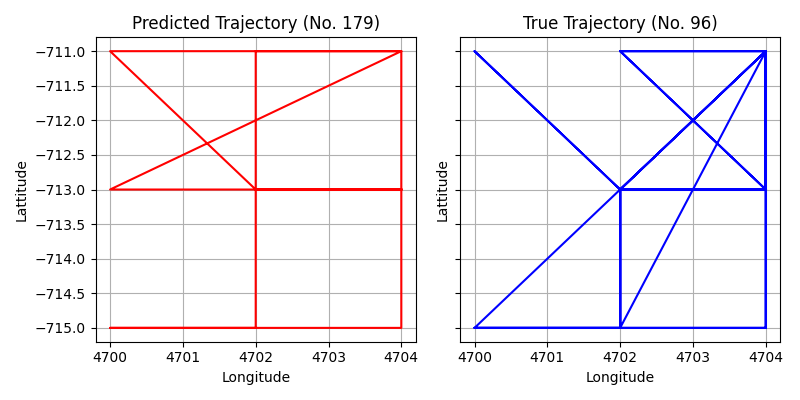 Predicted Trajectory (No. 179)
True Trajectory (No. 96)
Lattitude
−711.0
−711.5
−712.0
−712.5
−713.0
−713.5
−714.0
−714.5
−715.0
4700 4701 4702 4703 4704
Longitude
Lattitude
4700 4701 4702 4703 4704
Longitude